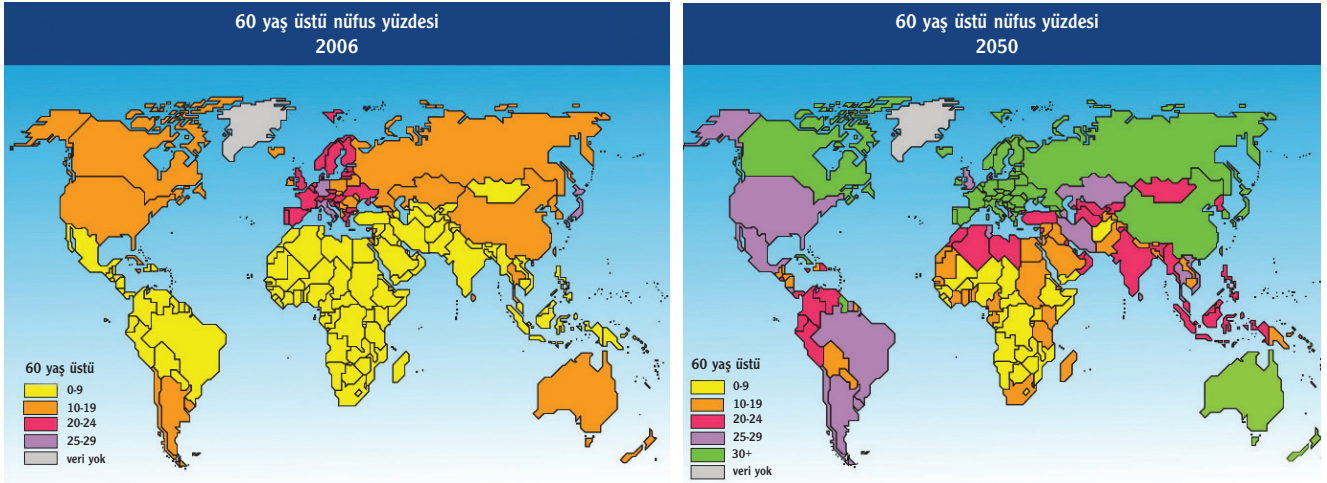 60 yaş üstü nüfus yüzdesi
2006
60 yaş üstü
0-9
10-19
20-24
25-29
veri yok
60 yaş üstü nüfus yüzdesi
2050
60 yaş üstü
0-9
10-19
20-24
25-29
30+
veri yok